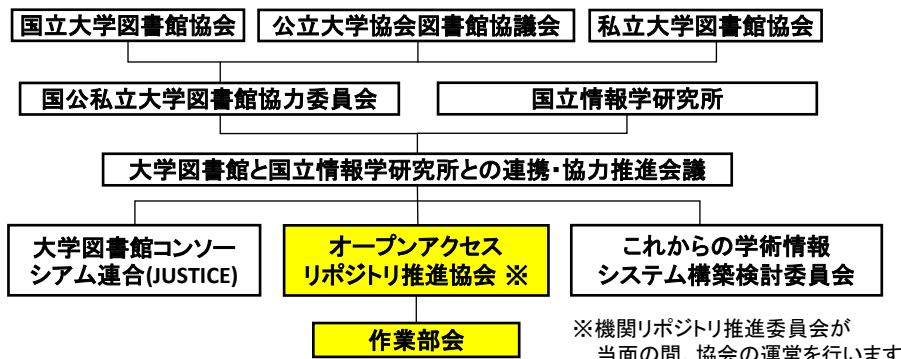 国立大学図書館協会
公立大学協会図書館協議会
私立大学図書館協会
国公私立大学図書館協力委員会
国立情報学研究所
大学図書館と国立情報学研究所との連携・協力推進会議
大学図書館コンソー
シアム連合(JUSTICE)
オープンアクセス
リポジトリ推進協会 ※
これからの学術情報
システム構築検討委員会
作業部会
※機関リポジトリ推進委員会が
当面の間、協会の運営を行います